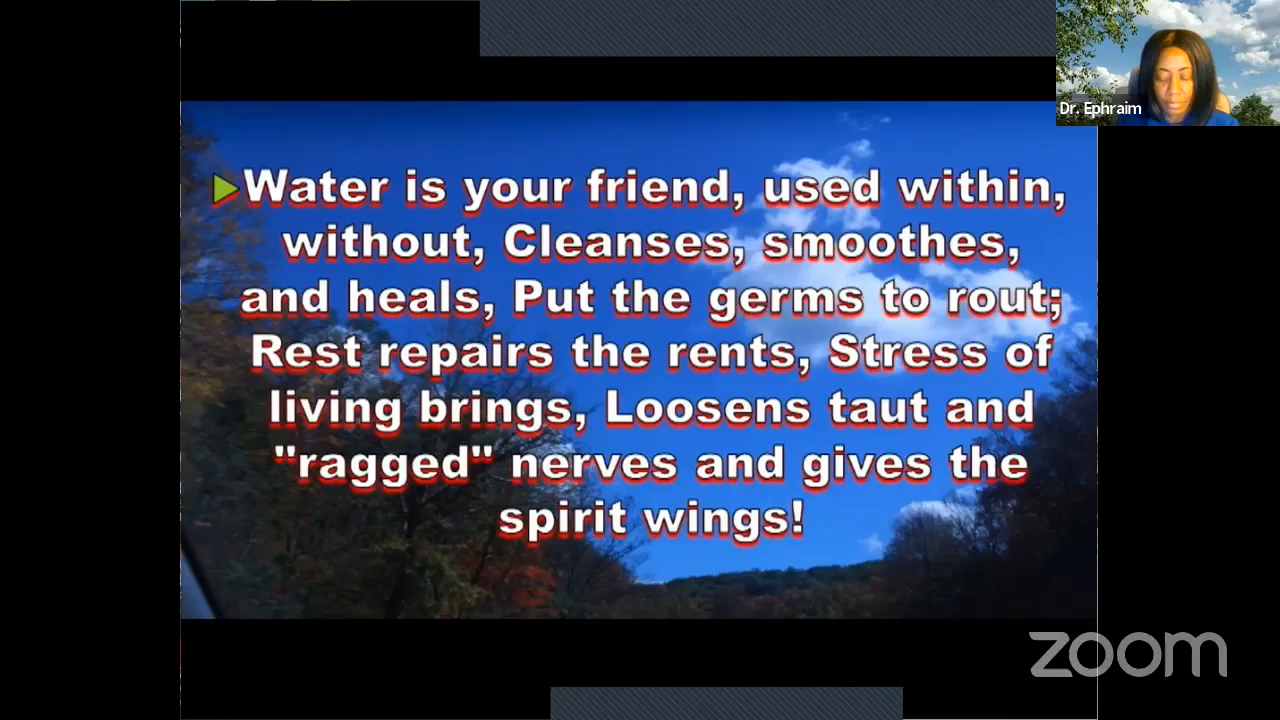 Dr. Ephraim
Water is your friend, used within,
without, Cleanses, smoothes,
and heals, Put the germs to rout;
Rest repairs the rents, Stress of
living brings, Loosens taut and
"ragged" nerves and gives the
spirit wings!
zoom